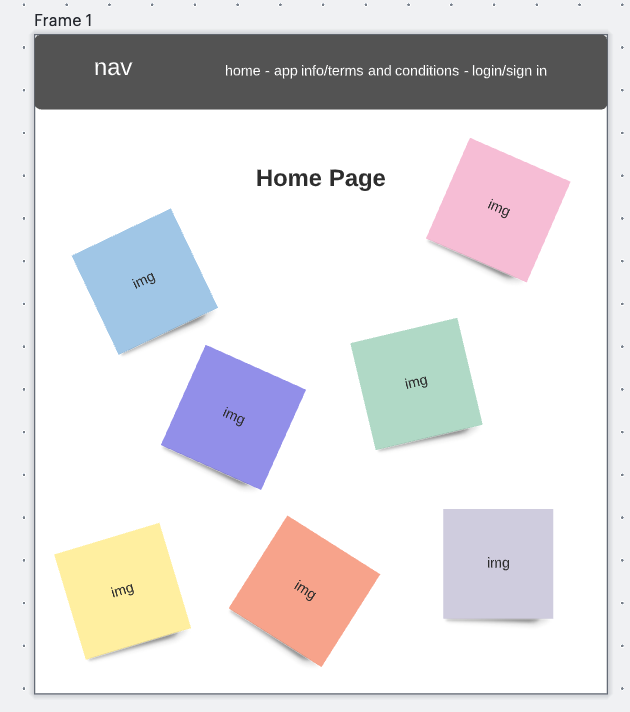 Frame 1
nav
home - app info/terms and conditions - login/sign in
Home Page
img
img
img
img
img
img
img